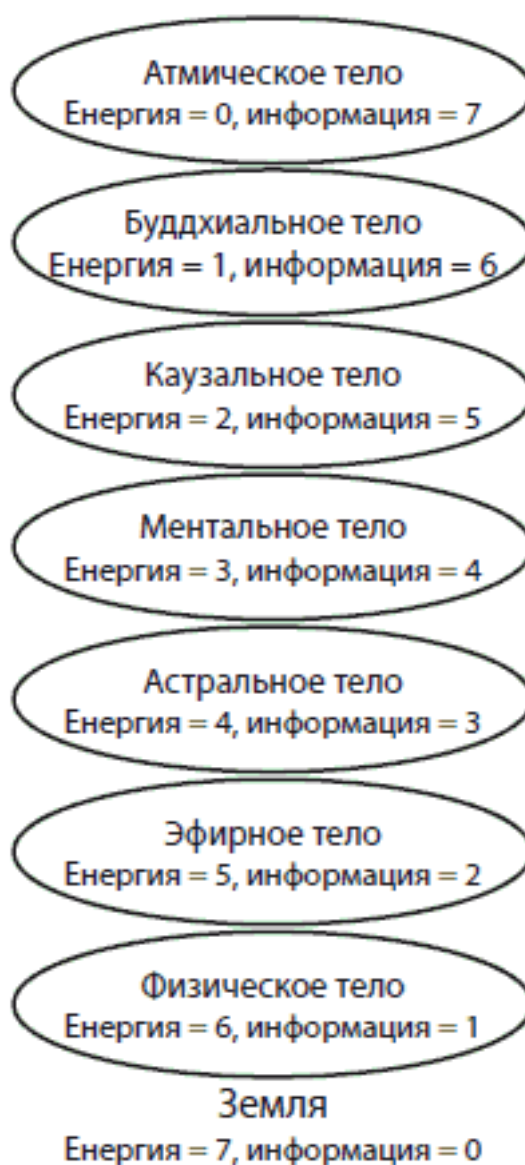 Атмическое тело
Енергия = 0, информация = 7
Буддхиальное тело
Енергия = 1, информация = 6
Каузальное тело
Енергия = 2, информация = 5
Ментальное тело
Енергия = 3, информация = 4
Астральное тело
Енергия = 4, информация = 3
Эфирное тело
Енергия = 5, информация = 2
Физическое тело
Енергия = 6, информация = 1
Земля
Енергия = 7, информация = 0